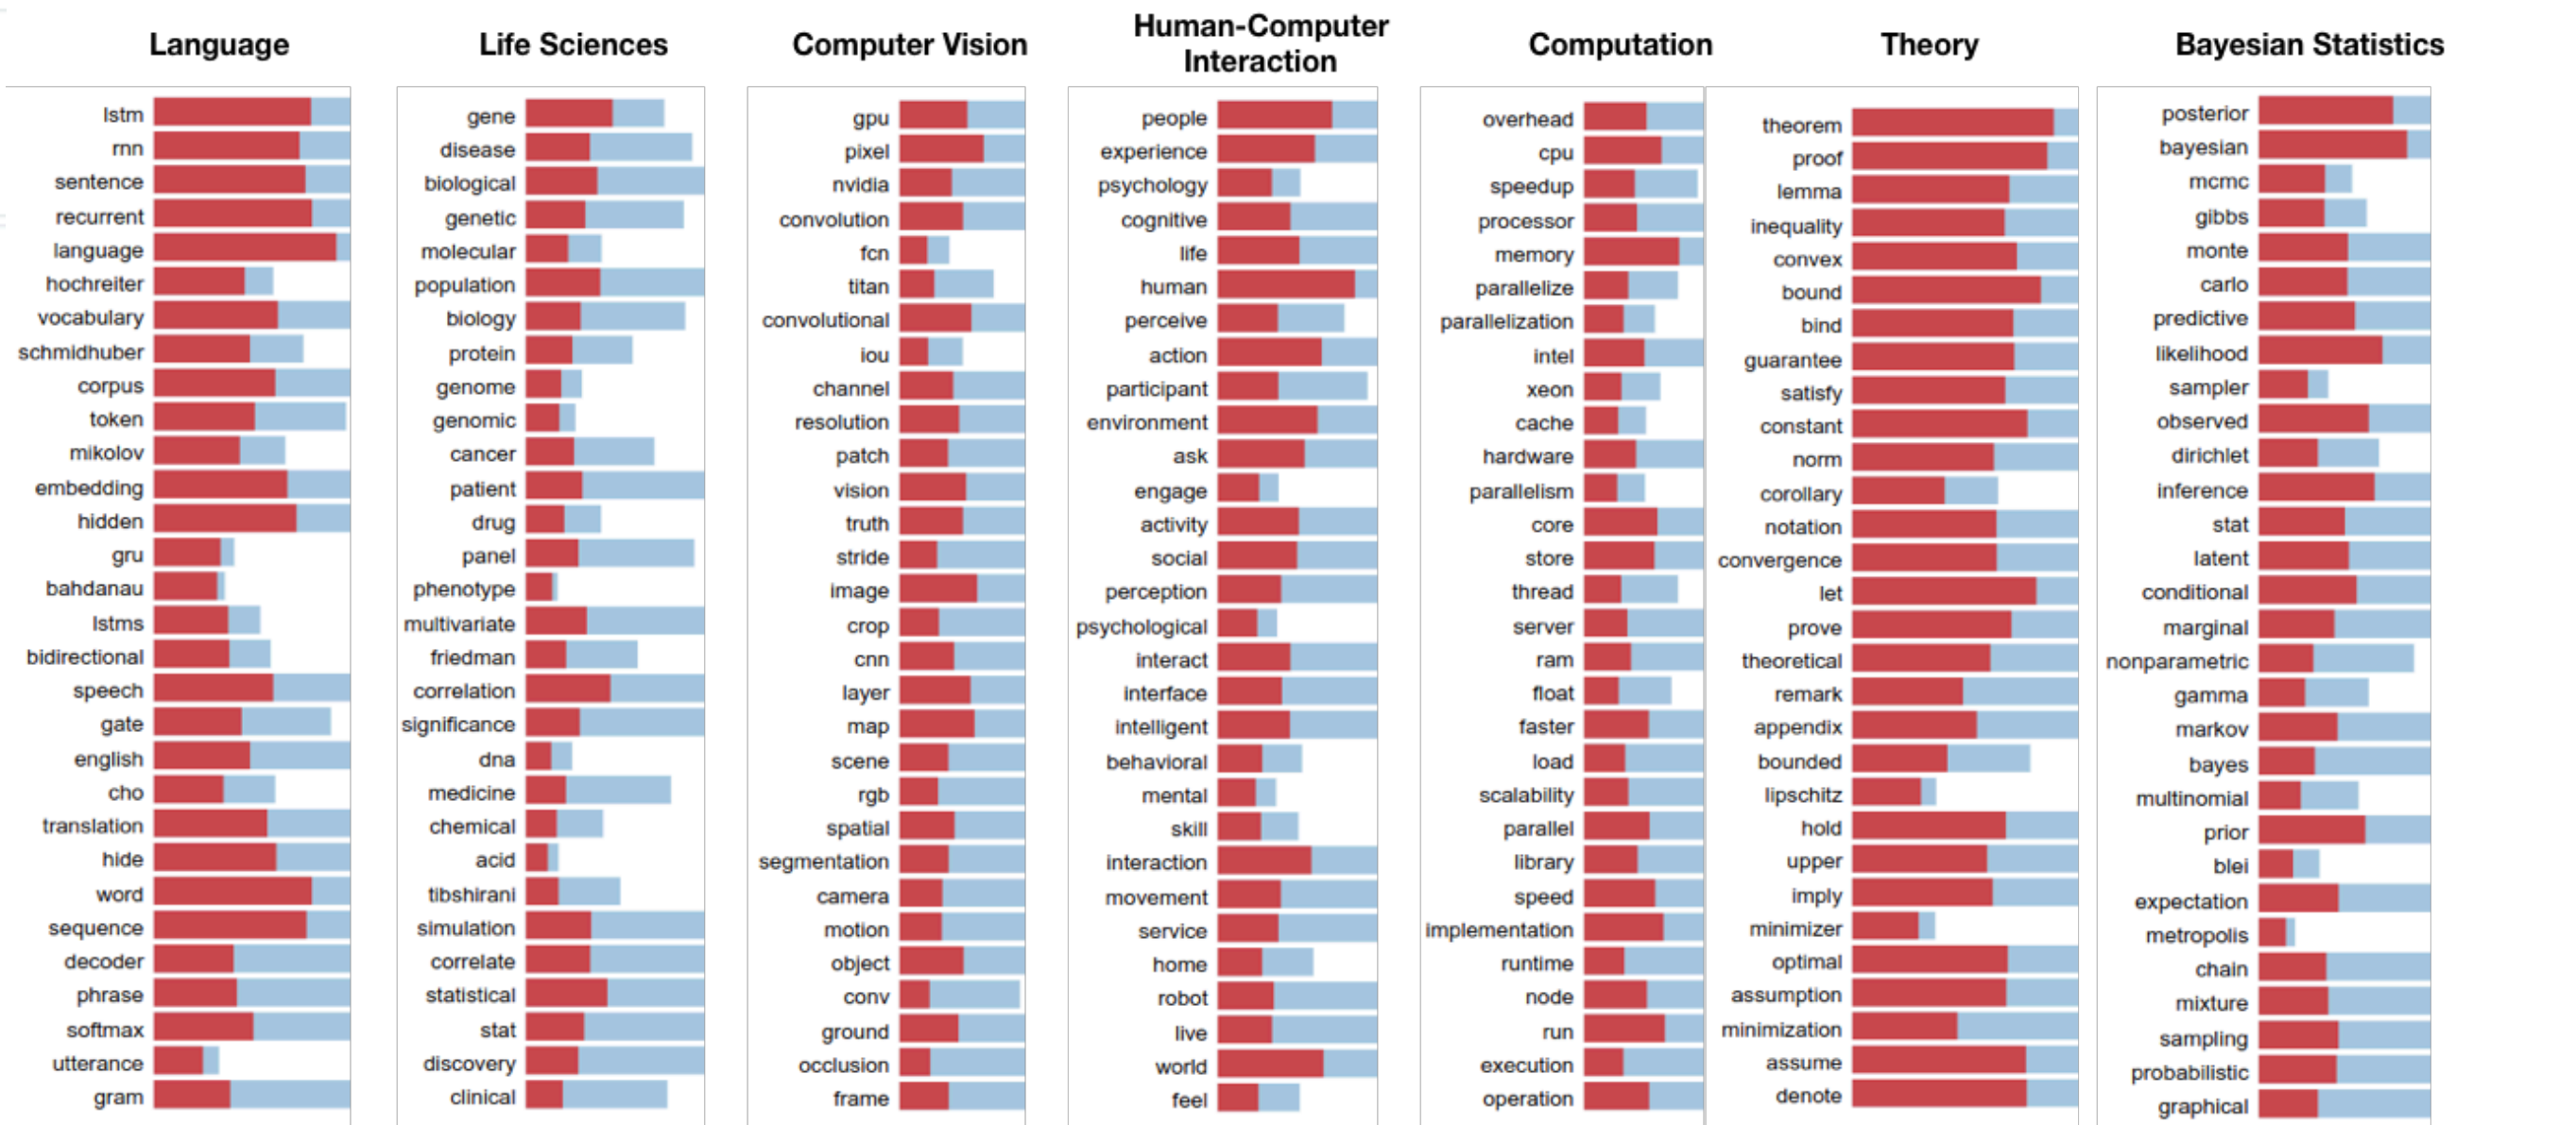 Language
lstm
rnn
sentence
recurrent
language
hochreiter
vocabulary
schmidhuber
corpus
token
mikolov
embedding
hidden
gru
bahdanau
lstms
bidirectional
speech
gate
english
cho
translation
hide
word
sequence
decoder
phrase
softmax
utterance
gram
Life Sciences
gene
disease
biological
genetic
molecular
population
biology
protein
genome
genomic
cancer
patient
drug
panel
phenotype
multivariate
friedman
correlation
significance
dna
medicine
chemical
acid
tibshirani
simulation
correlate
statistical
stat
discovery
clinical
Computer Vision
gpu
pixel
nvidia
convolution
fcn
titan
convolutional
iou
channel
resolution
patch
vision
truth
stride
image
crop
cnn
layer
map
scene
rgb
spatial
segmentation
camera
motion
object
conv
ground
occlusion
frame
Human-Computer
Interaction
people
experience
psychology
cognitive
life
human
perceive
action
participant
environment
ask
engage
activity
social
perception
psychological
interact
interface
intelligent
behavioral
mental
skill
interaction
movement
service
home
robot
live
world
feel
Computation
overhead
cpu
speedup
processor
memory
parallelize
parallelization
intel
xeon
cache
hardware
parallelism
core
store
thread
server
ram
float
faster
load
scalability
parallel
library
speed
implementation
runtime
node
run
execution
operation
Theory
theorem
proof
lemma
inequality
convex
bound
bind
guarantee
satisfy
constant
norm
corollary
notation
convergence
let
prove
theoretical
remark
appendix
bounded
lipschitz
hold
upper
imply
minimizer
optimal
assumption
minimization
assume
denote
Bayesian Statistics
posterior
bayesian
mcmc
gibbs
monte
carlo
predictive
likelihood
sampler
observed
dirichlet
inference
stat
latent
conditional
marginal
nonparametric
gamma
markov
bayes
multinomial
prior
blei
expectation
metropolis
chain
mixture
sampling
probabilistic
graphical